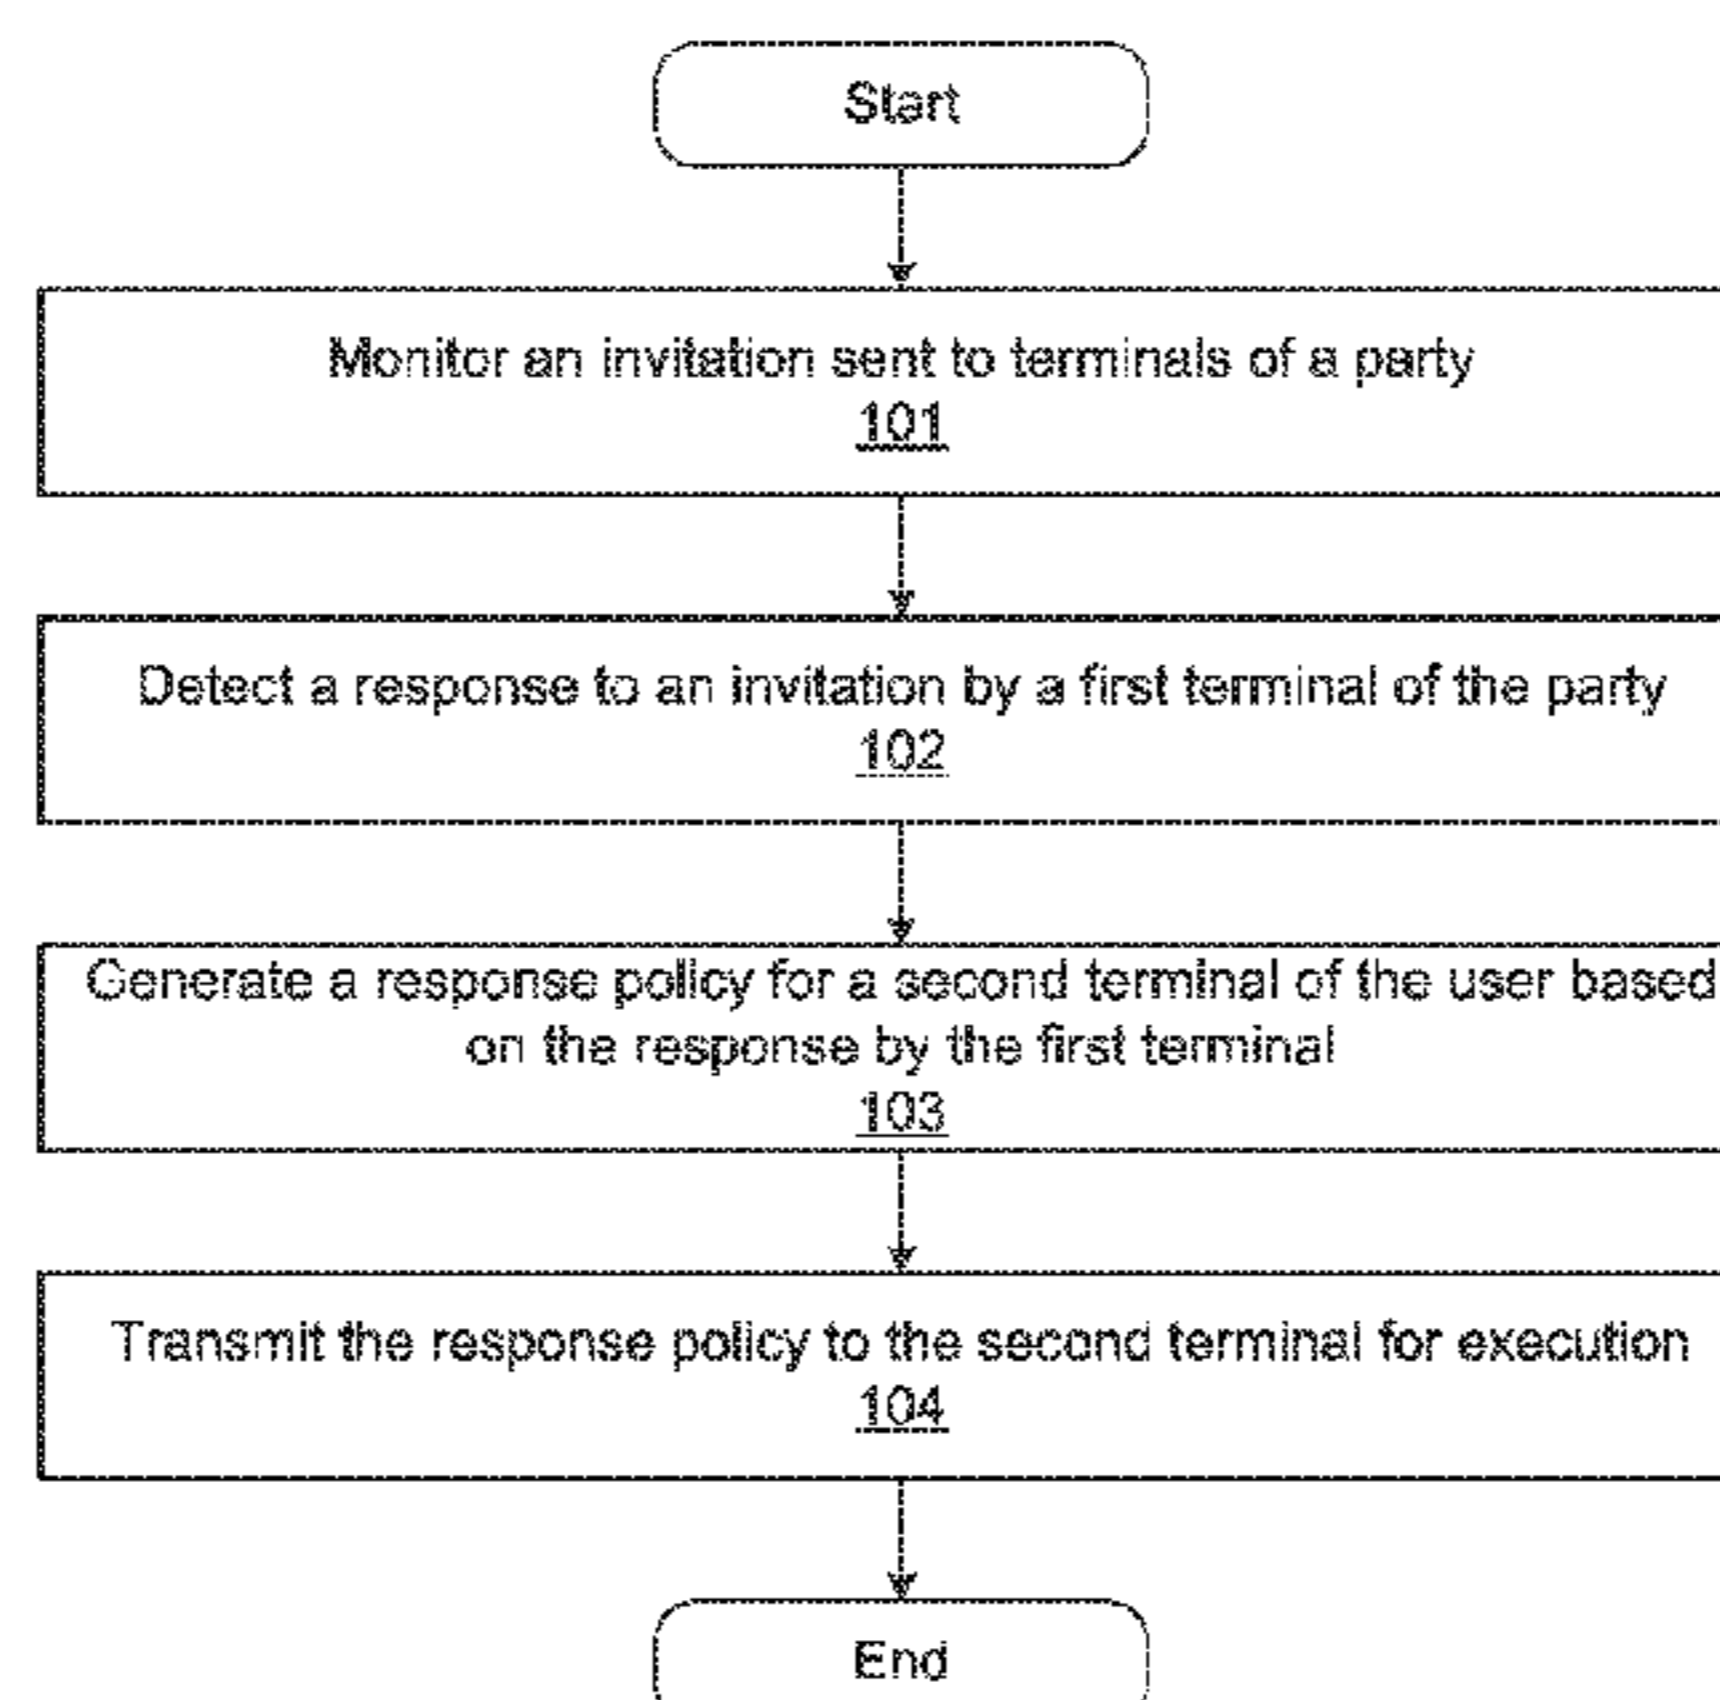 Start
Monitor an invitation sent to terminals of a party
101
Detect a response to an invitation by a first terminal of the party
102
Generate a response policy for a second terminal of the user based
on the response by the first terminal
103
Transmit the response policy to the second terminal for execution
104
End